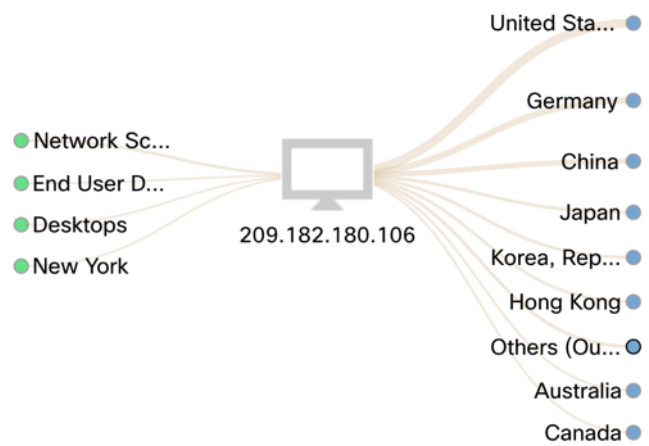 Network Sc...
End User D...
Desktops
New York
209.182.180.106
United Sta...
Germany
China
Japan
Korea, Rep...
Hong Kong
Others (Ou...
Australia
Canada